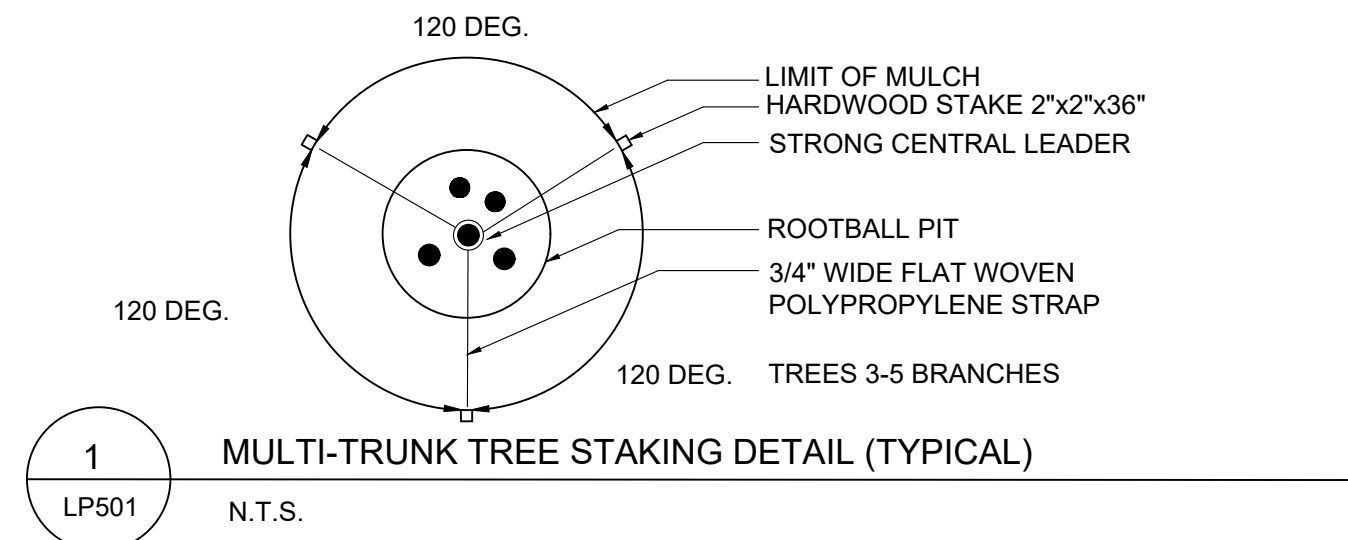 120 DEG.
LIMIT OF MULCH
HARDWOOD STAKE 2"x2"x36"
STRONG CENTRAL LEADER
ROOTBALL PIT
3/4" WIDE FLAT WOVEN
POLYPROPYLENE STRAP
120 DEG.
120 DEG.
TREES 3-5 BRANCHES
1
LP501
MULTI-TRUNK TREE STAKING DETAIL (TYPICAL)
N.T.S.